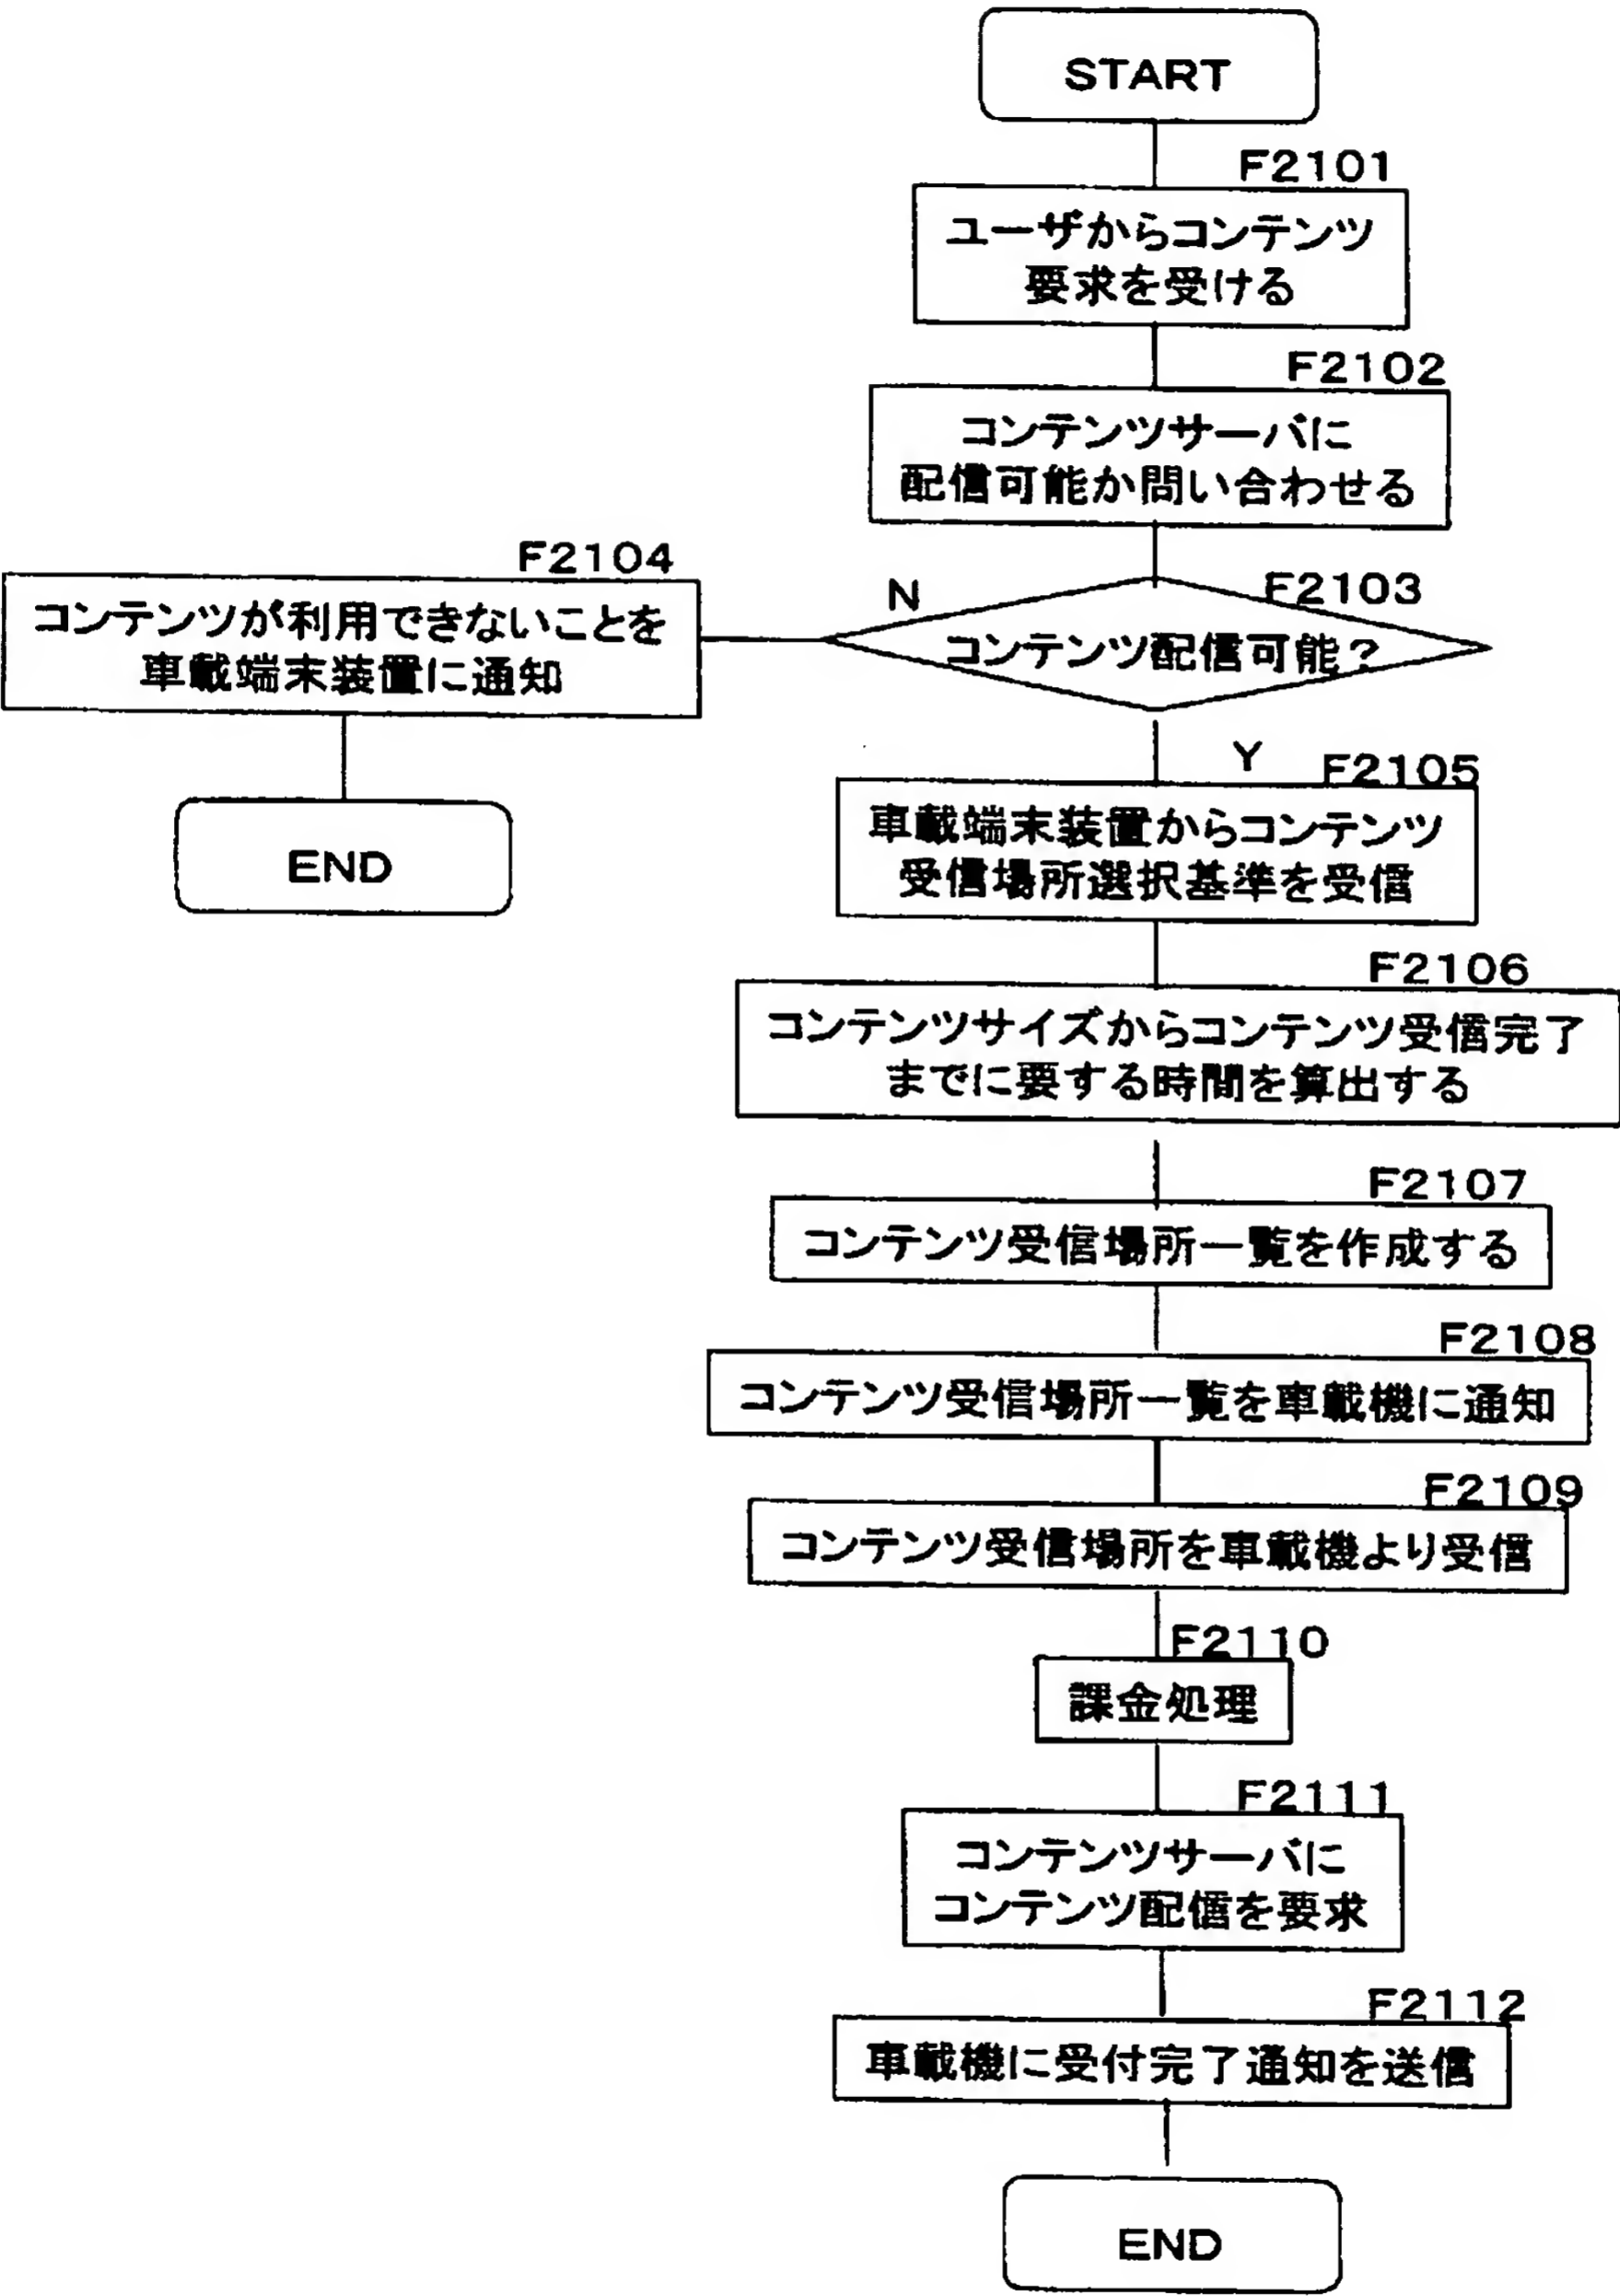 START
F2101
ユーザからコンテンツ
要求を受ける
F2102
コンテンツサーバに
配信可能か問い合わせる
F2103
コンテンツ配信可能？
N
F2104
コンテンツが利用できないことを
車載端末装置に通知
END
Y
F2105
車載端末装置からコンテンツ
受信場所選択基準を受信
F2106
コンテンツサイズからコンテンツ受信完了
までに要する時間を算出する
F2107
コンテンツ受信場所一覧を作成する
F2108
コンテンツ受信場所一覧を車載機に通知
F2109
コンテンツ受信場所を車載機より受信
F2110
課金処理
F2111
コンテンツサーバに
コンテンツ配信を要求
F2112
車載機に受付完了通知を送信
END